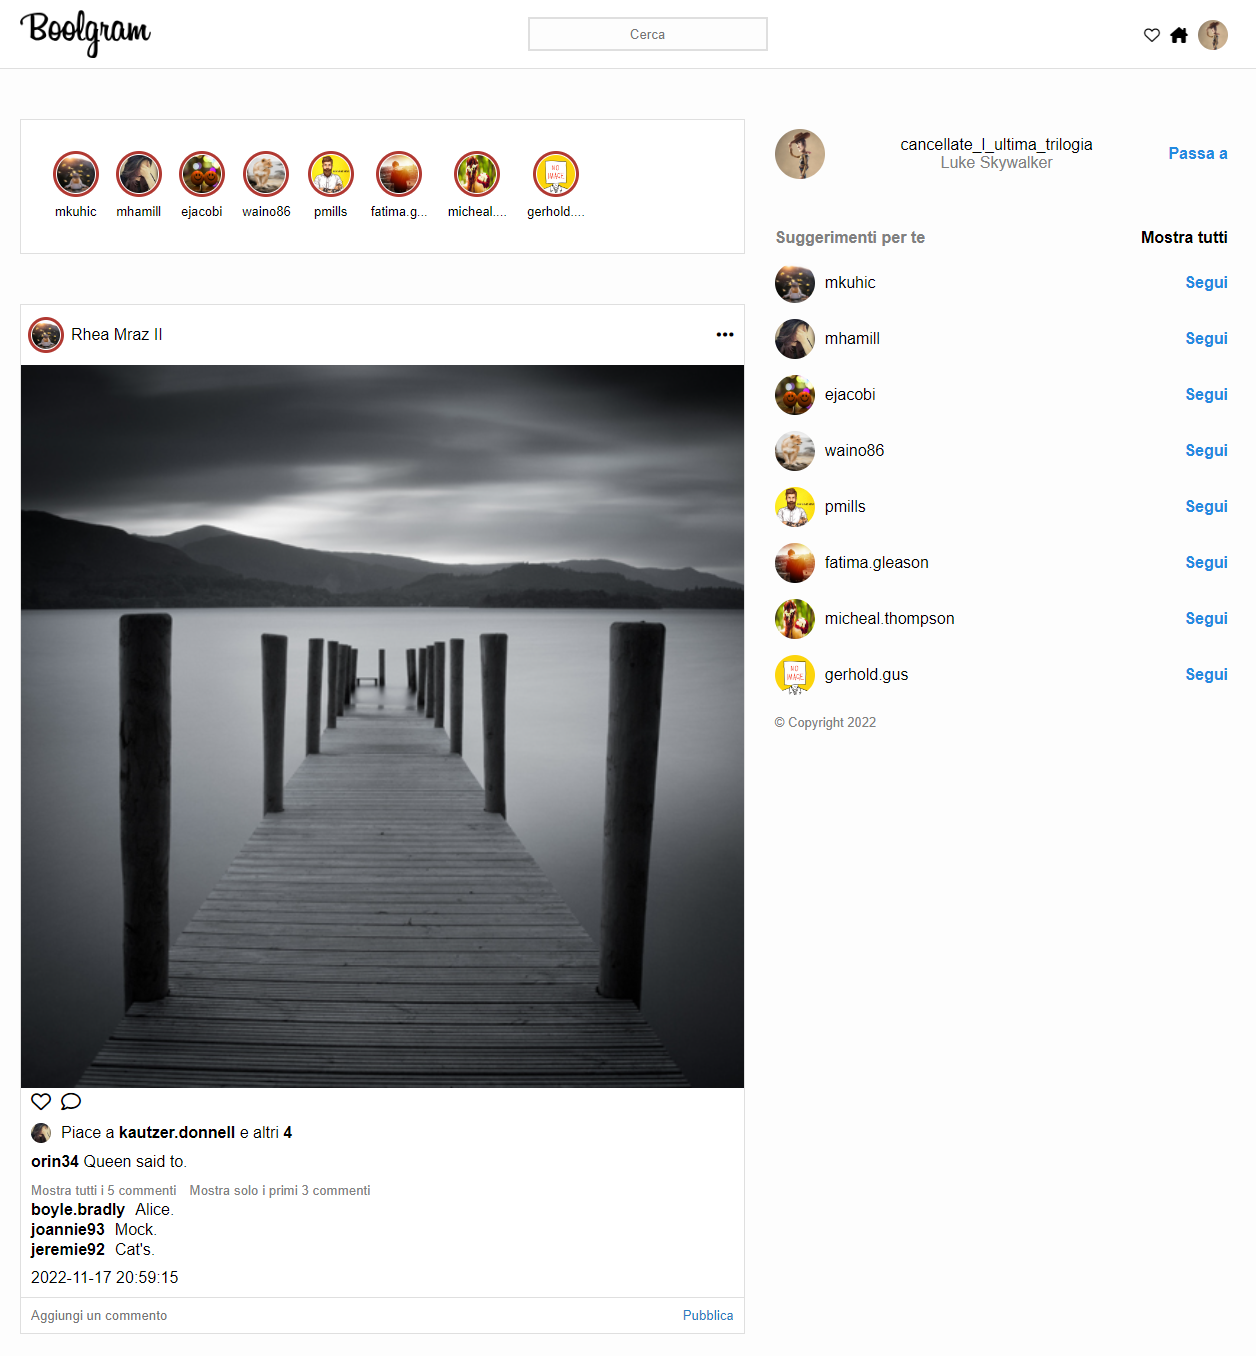 Boolgram
Cerca
mkuhic
mhamill
ejacobi
waino86
pmills
fatima.g...
micheal....
gerhold....
Rhea Mraz II
Piace a kautzer.donnell e altri 4
orin34 Queen said to.
Mostra tutti i 5 commenti Mostra solo i primi 3 commenti
boyle.bradly Alice.
joannie93 Mock.
jeremie92 Cat's.
2022-11-17 20:59:15
Aggiungi un commento Pubblica
cancellate_l_ultima_trilogia
Luke Skywalker
Passa a
Suggerimenti per te Mostra tutti
mkuhic Segui
mhamill Segui
ejacobi Segui
waino86 Segui
pmills Segui
fatima.gleason Segui
micheal.thompson Segui
NO
IMAGE
gerhold.gus Segui
© Copyright 2022